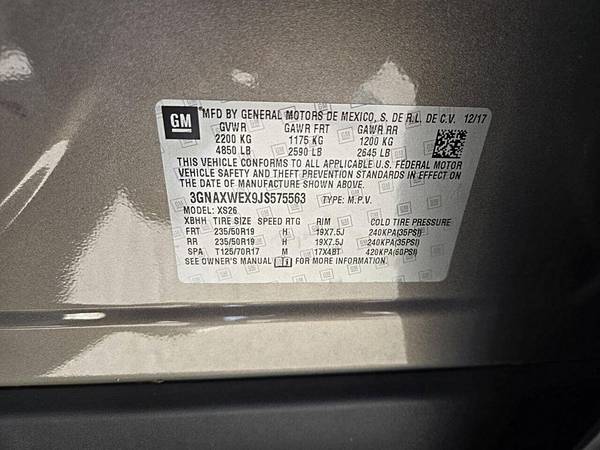 GM
MFD BY GENERAL MOTORS DE MEXICO, S. DE R.L. DE C.V. 12/17
GVWR GAWR FRT GAWR RR
2200 KG 1175 KG 1200 KG
4850 LB 2590 LB 2645 LB
THIS VEHICLE CONFORMS TO ALL APPLICABLE U.S. FEDERAL MOTOR
VEHICLE SAFETY AND THEFT PREVENTION STANDARDS IN EFFECT ON
THE DATE OF MANUFACTURE SHOWN ABOVE.
3GNAXWEX9JS575563 TYPE: M.P.V.
MODEL: XS26
XBHH TIRE SIZE SPEED RTG RIM COLD TIRE PRESSURE
FRT 235/50R19 H 19X7.5J 240KPA(35PSI)
RR 235/50R19 H 19X7.5J 240KPA(35PSI)
SPA T125/70R17 M 17X4BT 420KPA(60PSI)
SEE OWNER'S MANUAL FOR MORE INFORMATION.